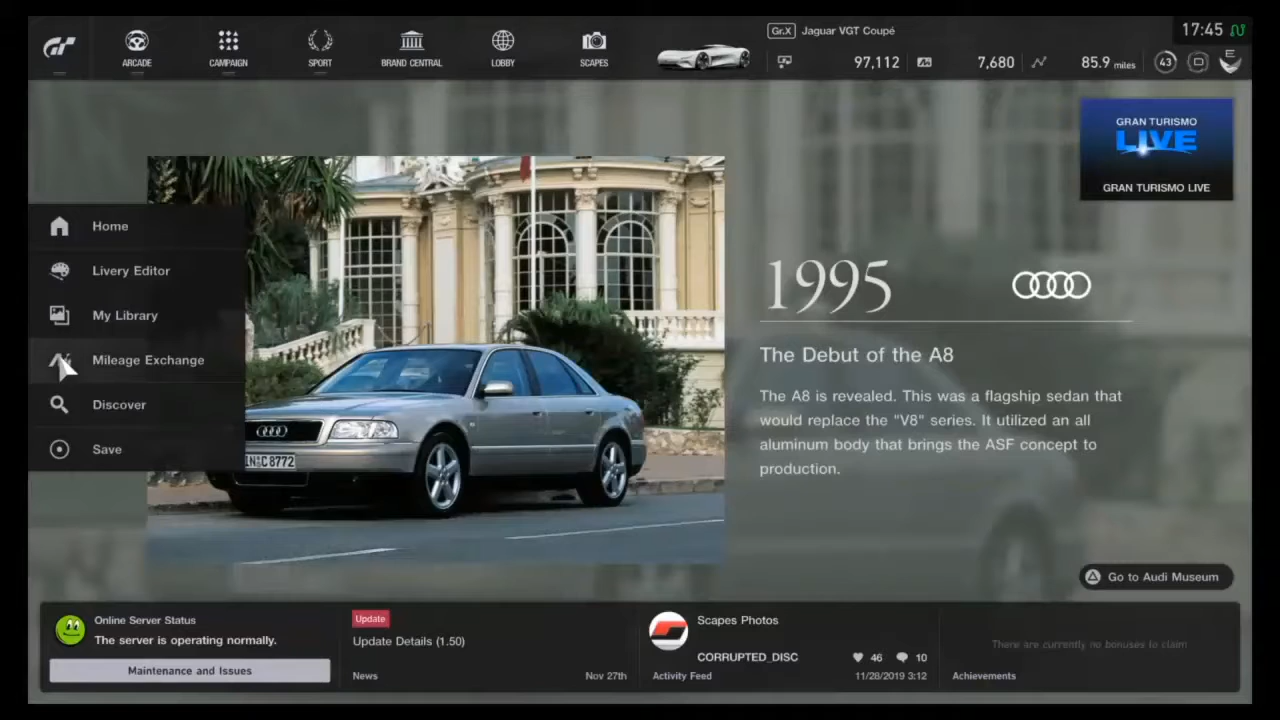 GT
ARCADE
CAMPAIGN
SPORT
BRAND CENTRAL
LOBBY
SCAPES
Gr.X Jaguar VGT Coupé
97,112
7,680
85.9 miles
43
D
E
17:45
GRAN TURISMO
LIVE
GRAN TURISMO LIVE
Home
Livery Editor
My Library
Mileage Exchange
Discover
Save
IN·C 8772
1995
The Debut of the A8
The A8 is revealed. This was a flagship sedan that
would replace the "V8" series. It utilized an all
aluminum body that brings the ASF concept to
production.
Go to Audi Museum
Online Server Status
The server is operating normally.
Maintenance and Issues
Update
Update Details (1.50)
News
Nov 27th
Scapes Photos
CORRUPTED_DISC
46
10
Activity Feed
11/28/2019 3:12
There are currently no bonuses to claim
Achievements